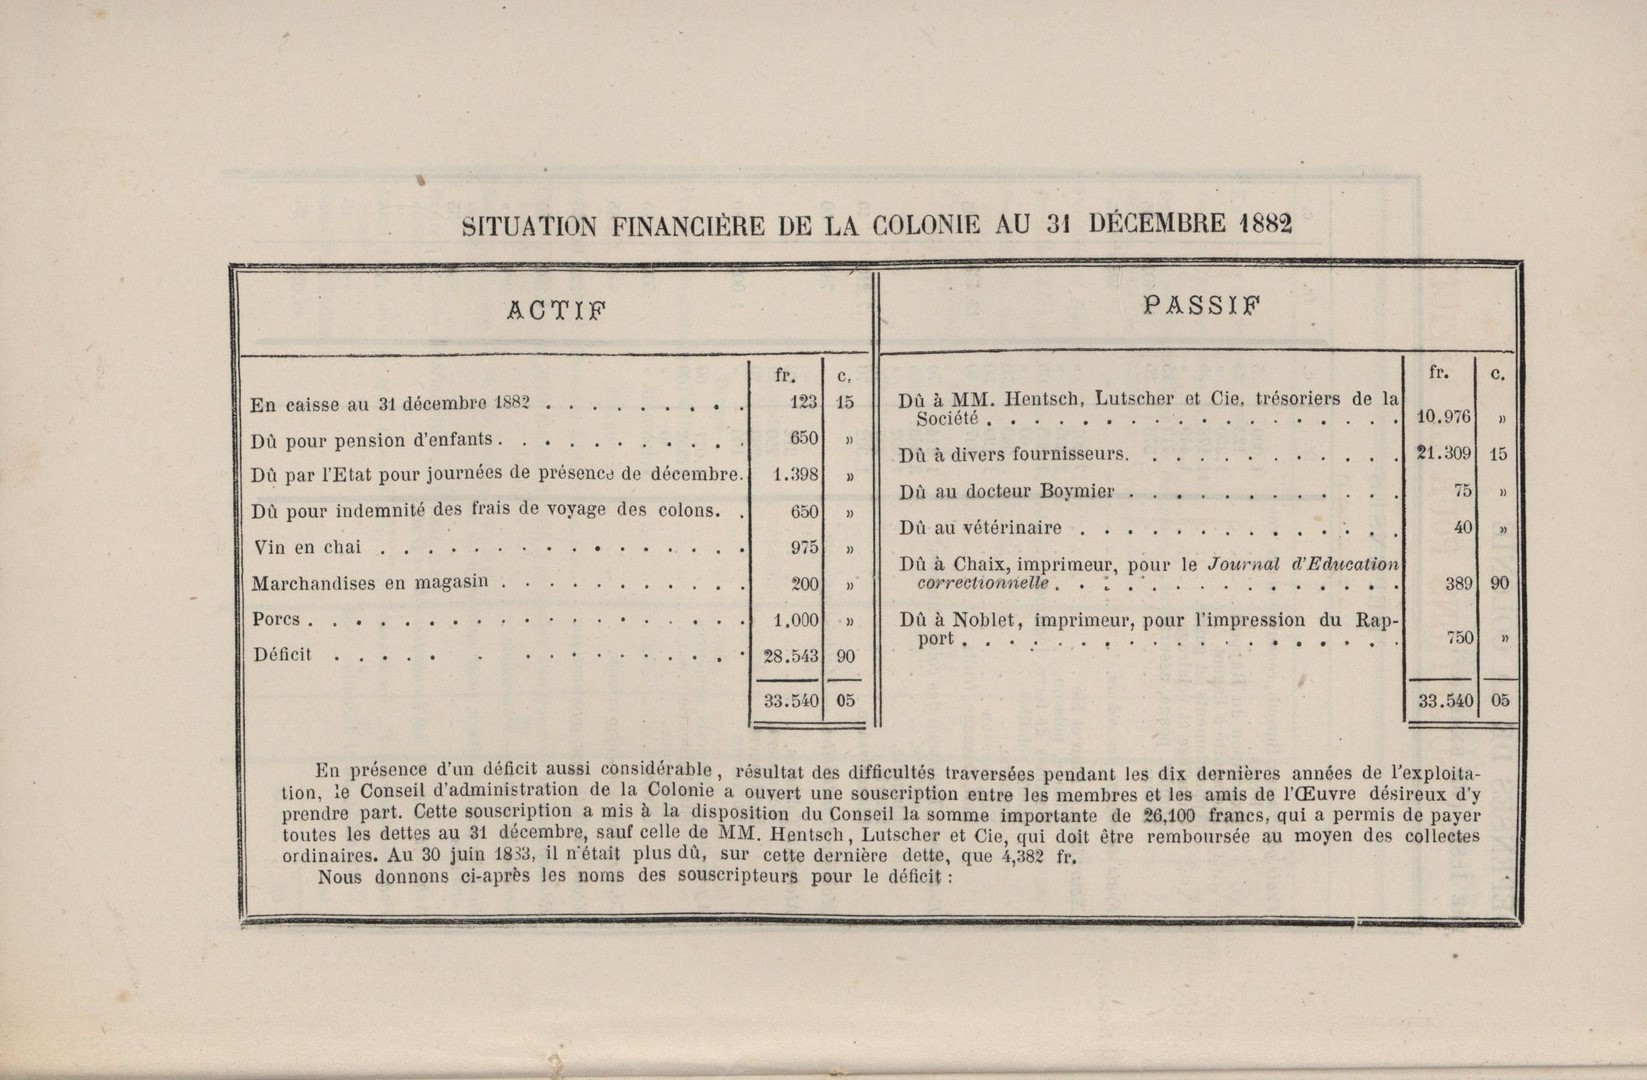 SITUATION FINANCIÈRE DE LA COLONIE AU 31 DÉCEMBRE 1882
ACTIF
fr. c.
En caisse au 31 décembre 1882 . . . . . . . . . 123 15
Dû pour pension d'enfants . . . . . . . . . . . 650 »
Dû par l'Etat pour journées de présence de décembre. 1.398 »
Dû pour indemnité des frais de voyage des colons. . 650 »
Vin en chai . . . . . . . . . . . . . . . . 975 »
Marchandises en magasin . . . . . . . . . . . 200 »
Porcs . . . . . . . . . . . . . . . . . . . 1.000 »
Déficit . . . . . . . . . . . . . . . 28.543 90
33.540 05
PASSIF
fr. c.
Dû à MM. Hentsch, Lutscher et Cie, trésoriers de la
Société . . . . . . . . . . . . . . . . . . 10.976 »
Dû à divers fournisseurs. . . . . . . . . . . . 21.309 15
Dû au docteur Boymier . . . . . . . . . . . . 75 »
Dû au vétérinaire . . . . . . . . . . . . . . 40 »
Dû à Chaix, imprimeur, pour le Journal d'Education
correctionnelle . . . . . . . . . . . . . . . 389 90
Dû à Noblet, imprimeur, pour l'impression du Rap-
port . . . . . . . . . . . . . . . . . . . 750 »
33.540 05
En présence d'un déficit aussi considérable, résultat des difficultés traversées pendant les dix dernières années de l'exploita-
tion, le Conseil d'administration de la Colonie a ouvert une souscription entre les membres et les amis de l'Œuvre désireux d'y
prendre part. Cette souscription a mis à la disposition du Conseil la somme importante de 26,100 francs, qui a permis de payer
toutes les dettes au 31 décembre, sauf celle de MM. Hentsch, Lutscher et Cie, qui doit être remboursée au moyen des collectes
ordinaires. Au 30 juin 1883, il n'était plus dû, sur cette dernière dette, que 4,382 fr.
Nous donnons ci-après les noms des souscripteurs pour le déficit :